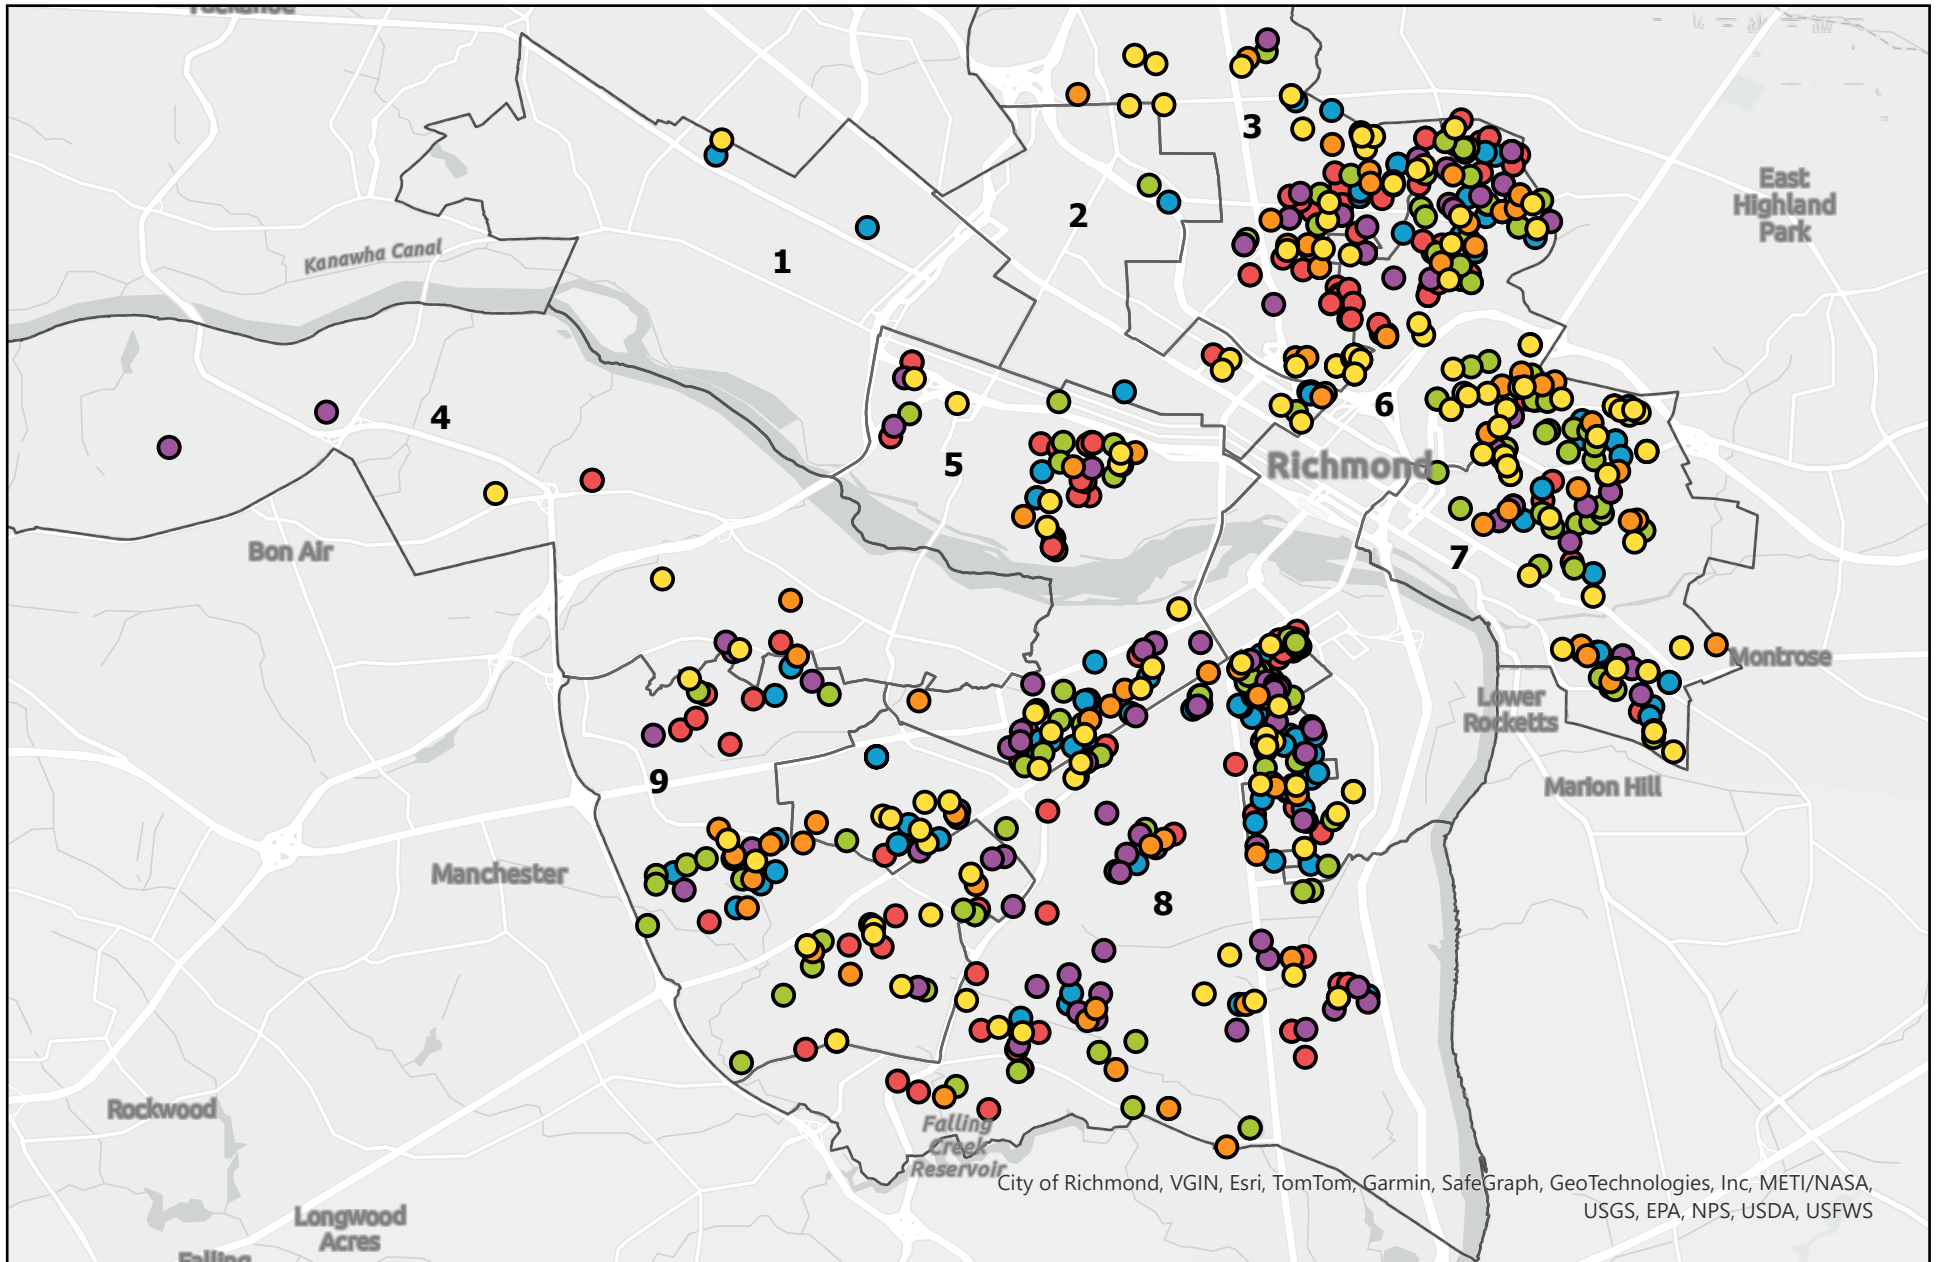 3
East
Highland
Park
2
Kanawha Canal
1
4
6
5
Richmond
Bon Air
7
Montrose
Lower
Rocketts
9
Marion Hill
Manchester
8
Rockwood
Falling
Creek
Reservoir
City of Richmond, VGIN, Esri, TomTom, Garmin, SafeGraph, GeoTechnologies, Inc, METI/NASA,
USGS, EPA, NPS, USDA, USFWS
Longwood
Acres
Falling